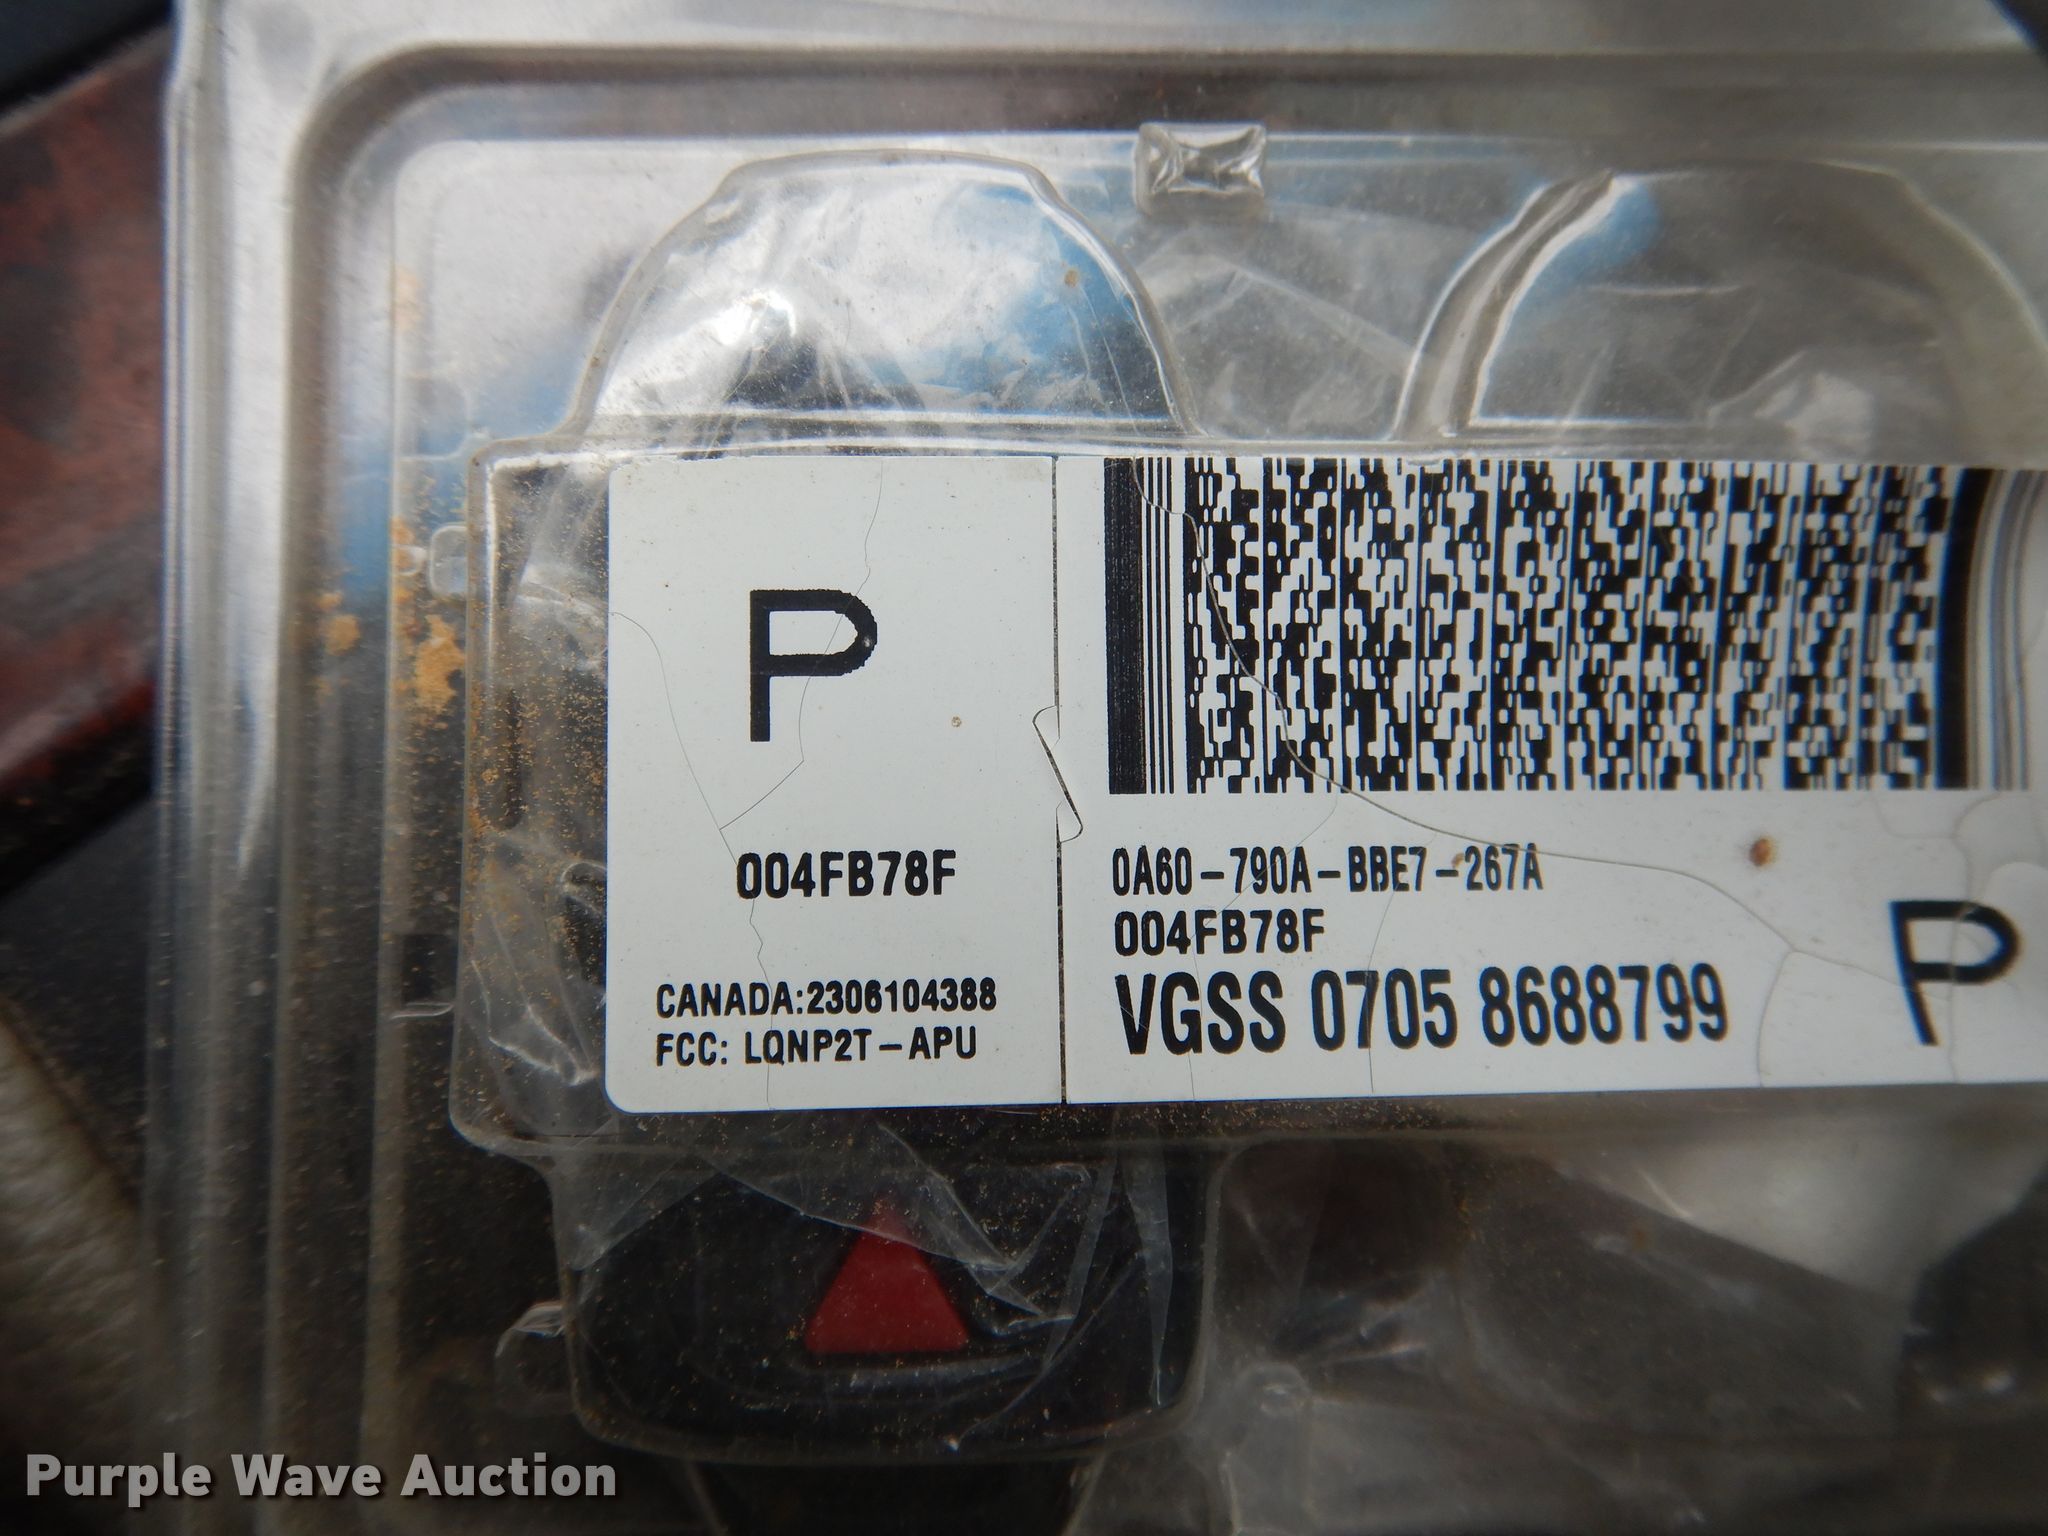 P
004FB78F
CANADA:2306104388
FCC: LQNP2T-APU
0A60-790A-BBE7-267A
004FB78F
VGSS 0705 8688799
P
Purple Wave Auction